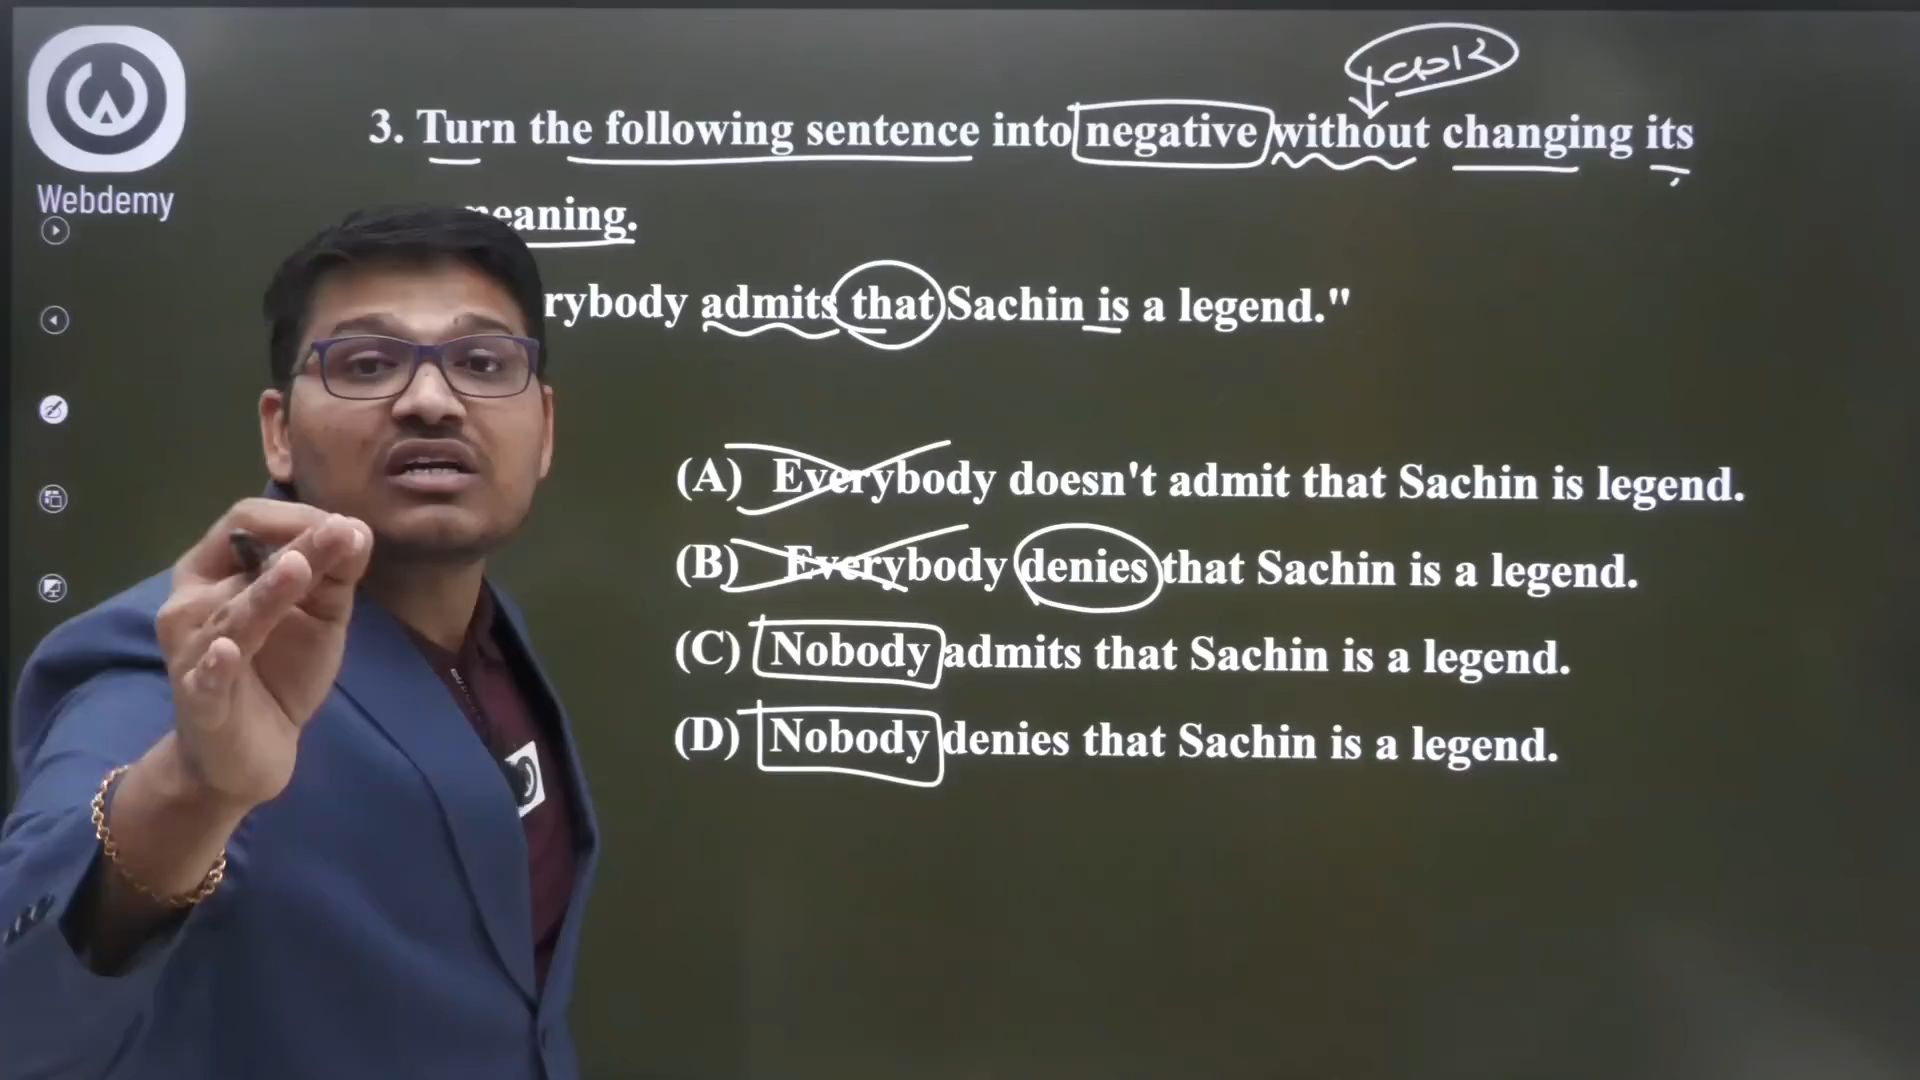 Webdemy
3. Turn the following sentence into negative without changing its
meaning.
rybody admits that Sachin is a legend."
(A) Everybody doesn't admit that Sachin is legend.
(B) Everybody denies that Sachin is a legend.
(C) Nobody admits that Sachin is a legend.
(D) Nobody denies that Sachin is a legend.